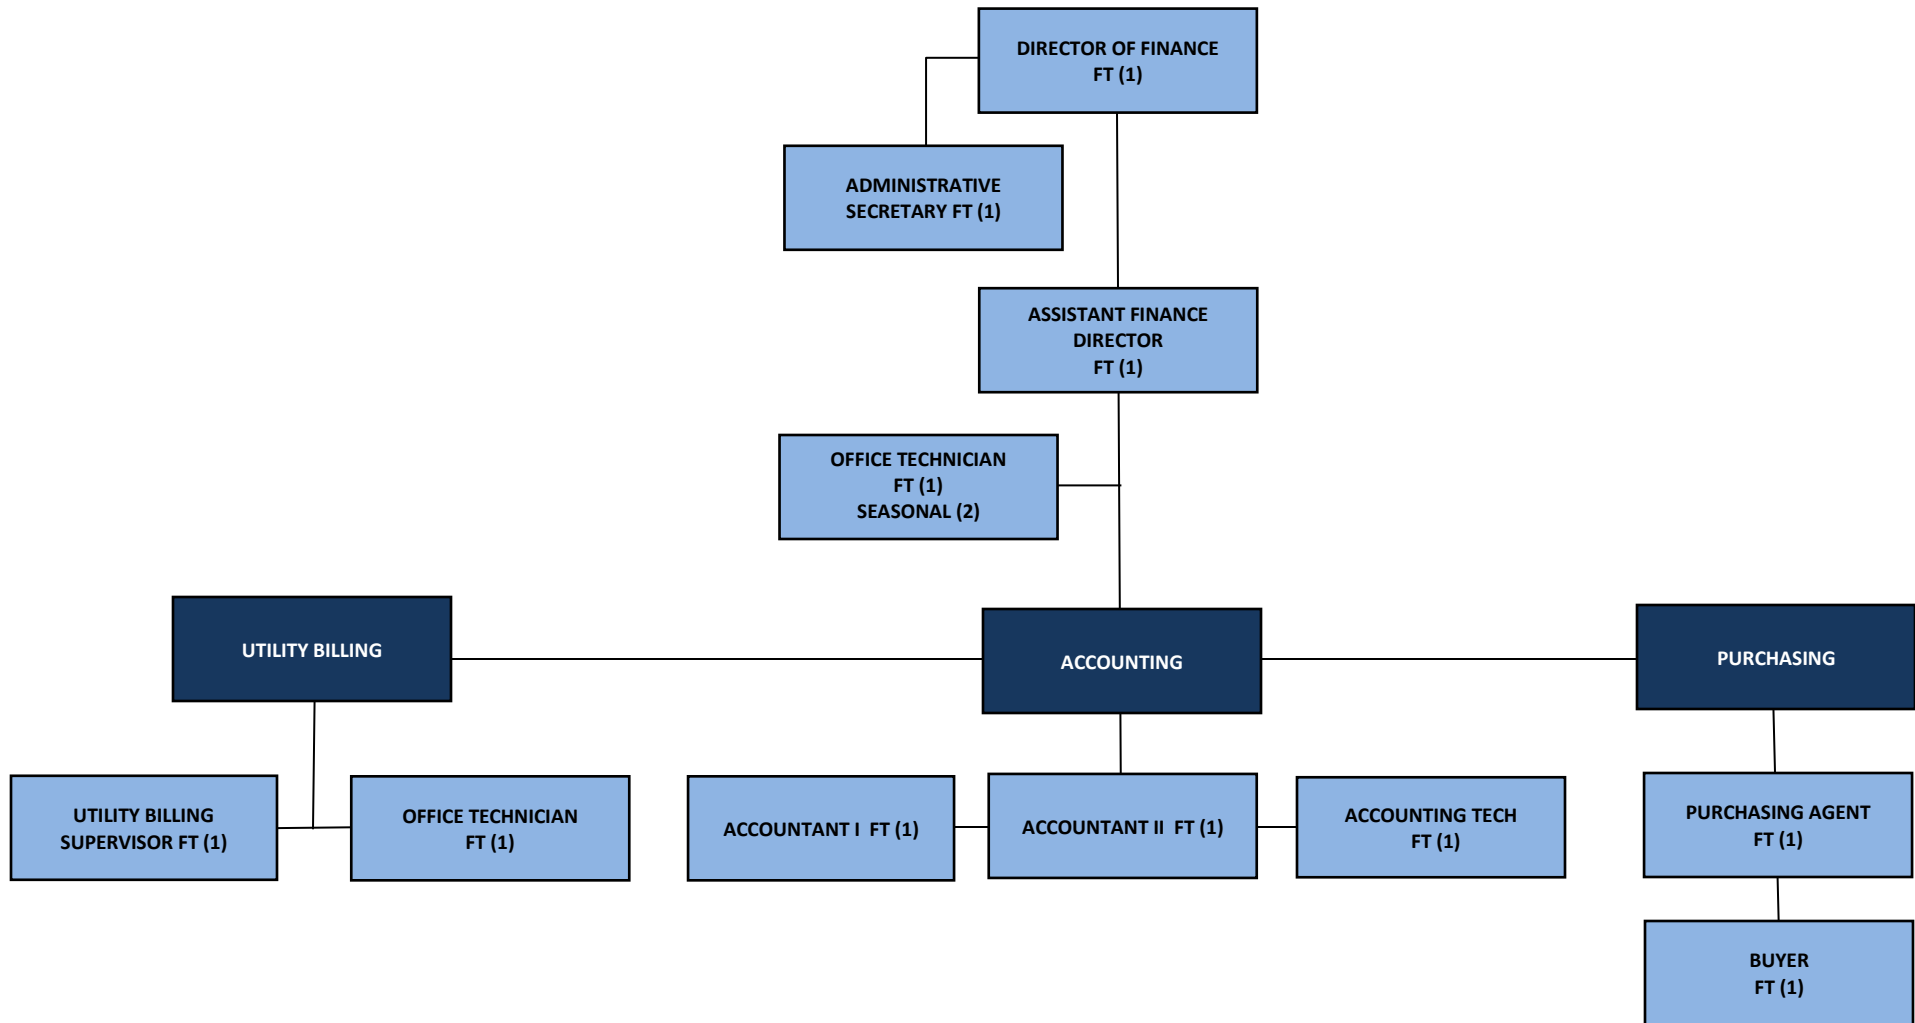 DIRECTOR OF FINANCE
FT (1)
ADMINISTRATIVE
SECRETARY FT (1)
ASSISTANT FINANCE
DIRECTOR
FT (1)
OFFICE TECHNICIAN
FT (1)
SEASONAL (2)
UTILITY BILLING
ACCOUNTING
PURCHASING
UTILITY BILLING
SUPERVISOR FT (1)
OFFICE TECHNICIAN
FT (1)
ACCOUNTANT I  FT (1)
ACCOUNTANT II  FT (1)
ACCOUNTING TECH
FT (1)
PURCHASING AGENT
FT (1)
BUYER
FT (1)